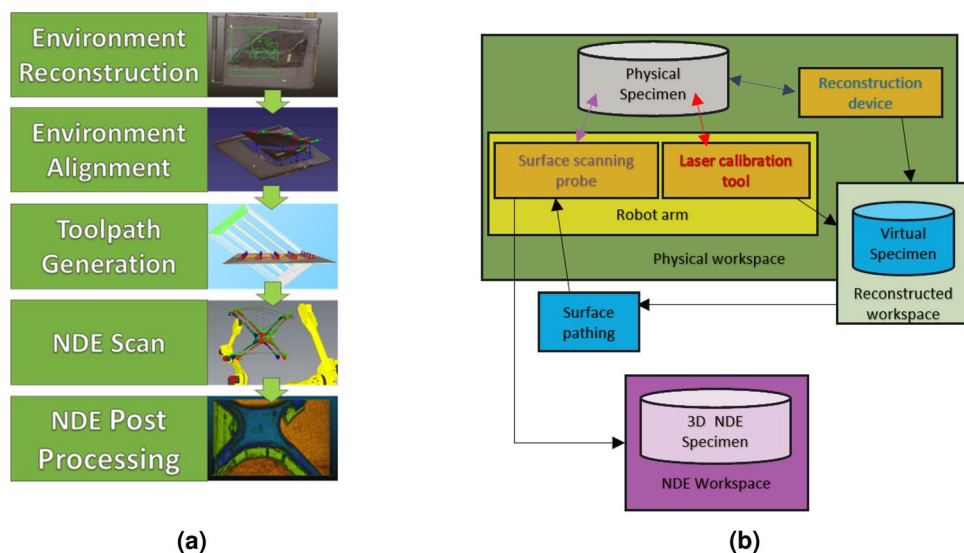 Environment
Reconstruction
Environment
Alignment
Toolpath
Generation
NDE Scan
NDE Post
Processing
(a)
Physical
Specimen
Reconstruction
device
Surface scanning
probe
Laser calibration
tool
Robot arm
Physical workspace
Virtual
Specimen
Reconstructed
workspace
Surface
pathing
3D NDE
Specimen
NDE Workspace
(b)